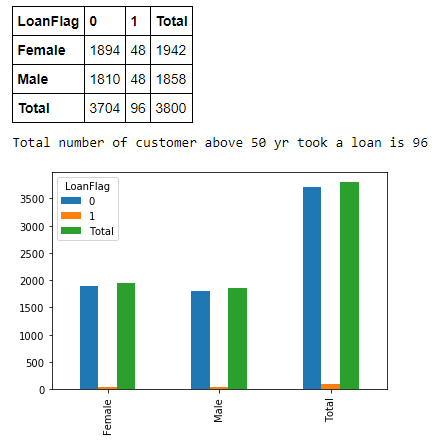 LoanFlag 0 1 Total
Female 1894 48 1942
Male 1810 48 1858
Total 3704 96 3800
Total number of customer above 50 yr took a loan is 96
LoanFlag
0
1
Total
3500
3000
2500
2000
1500
1000
500
0
Female Male Total